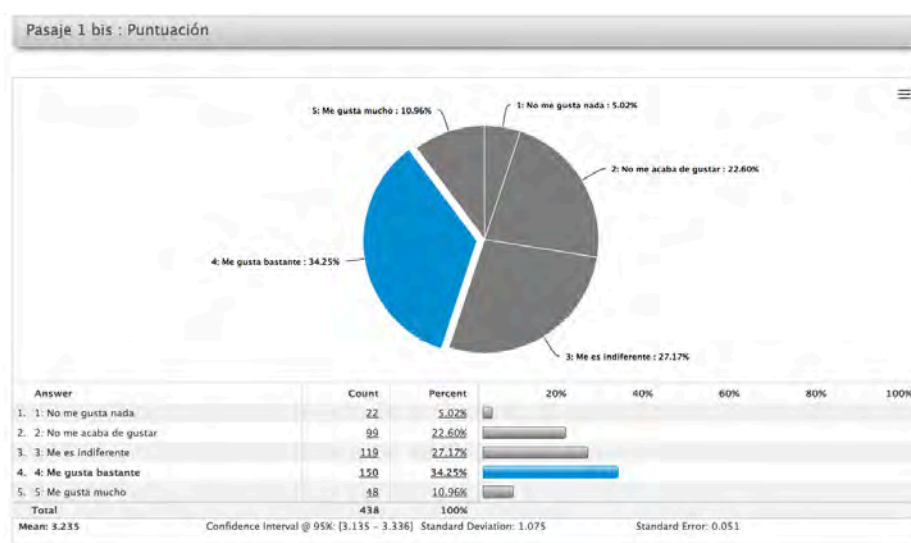 Pasaje 1 bis : Puntuación
5: Me gusta mucho : 10.96%
1: No me gusta nada : 5.02%
2: No me acaba de gustar : 22.60%
4: Me gusta bastante : 34.25%
3: Me es indiferente : 27.17%
Answer Count Percent 20% 40% 60% 80% 100%
1. 1: No me gusta nada 22 5.02%
2. 2: No me acaba de gustar 99 22.60%
3. 3: Me es indiferente 119 27.17%
4. 4: Me gusta bastante 150 34.25%
5. 5: Me gusta mucho 48 10.96%
Total 438 100%
Mean: 3.235 Confidence Interval @ 95%: [3.135 - 3.336] Standard Deviation: 1.075 Standard Error: 0.051